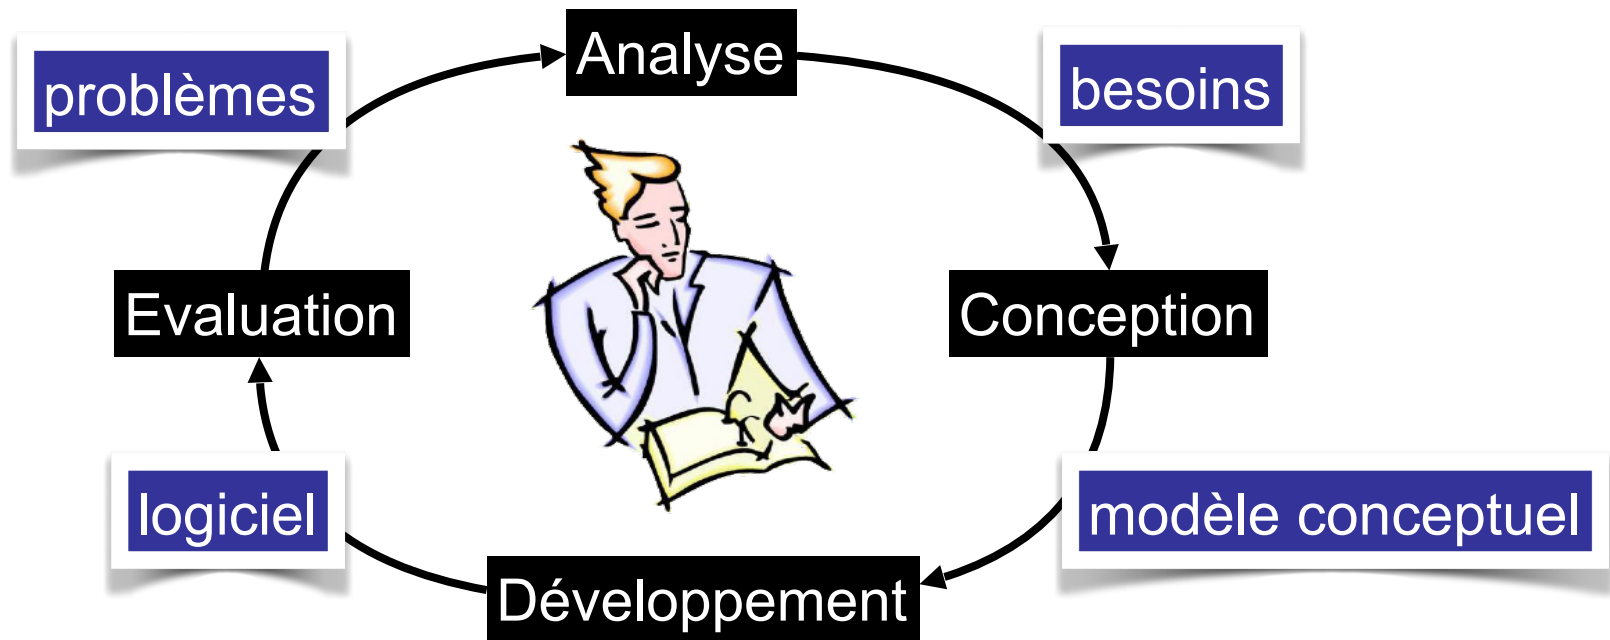 Analyse
problèmes
besoins
Evaluation
Conception
logiciel
modèle conceptuel
Développement